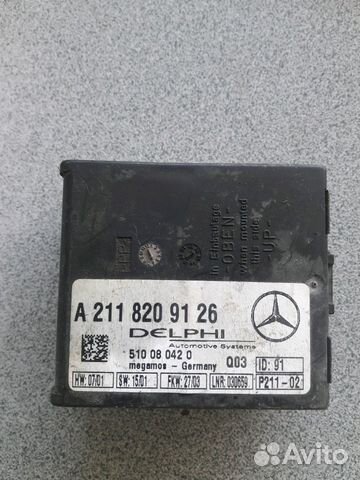 In Einbaulage
-OBEN-
when mounted
this side
-UP-
>PP<
A 211 820 91 26
DELPHI
Automotive Systems
510 08 042 0
megamos - Germany
Q03
ID: 91
HW: 07/01
SW: 15/01
FKW: 27/03
LNR: 030659
P211-02
Avito